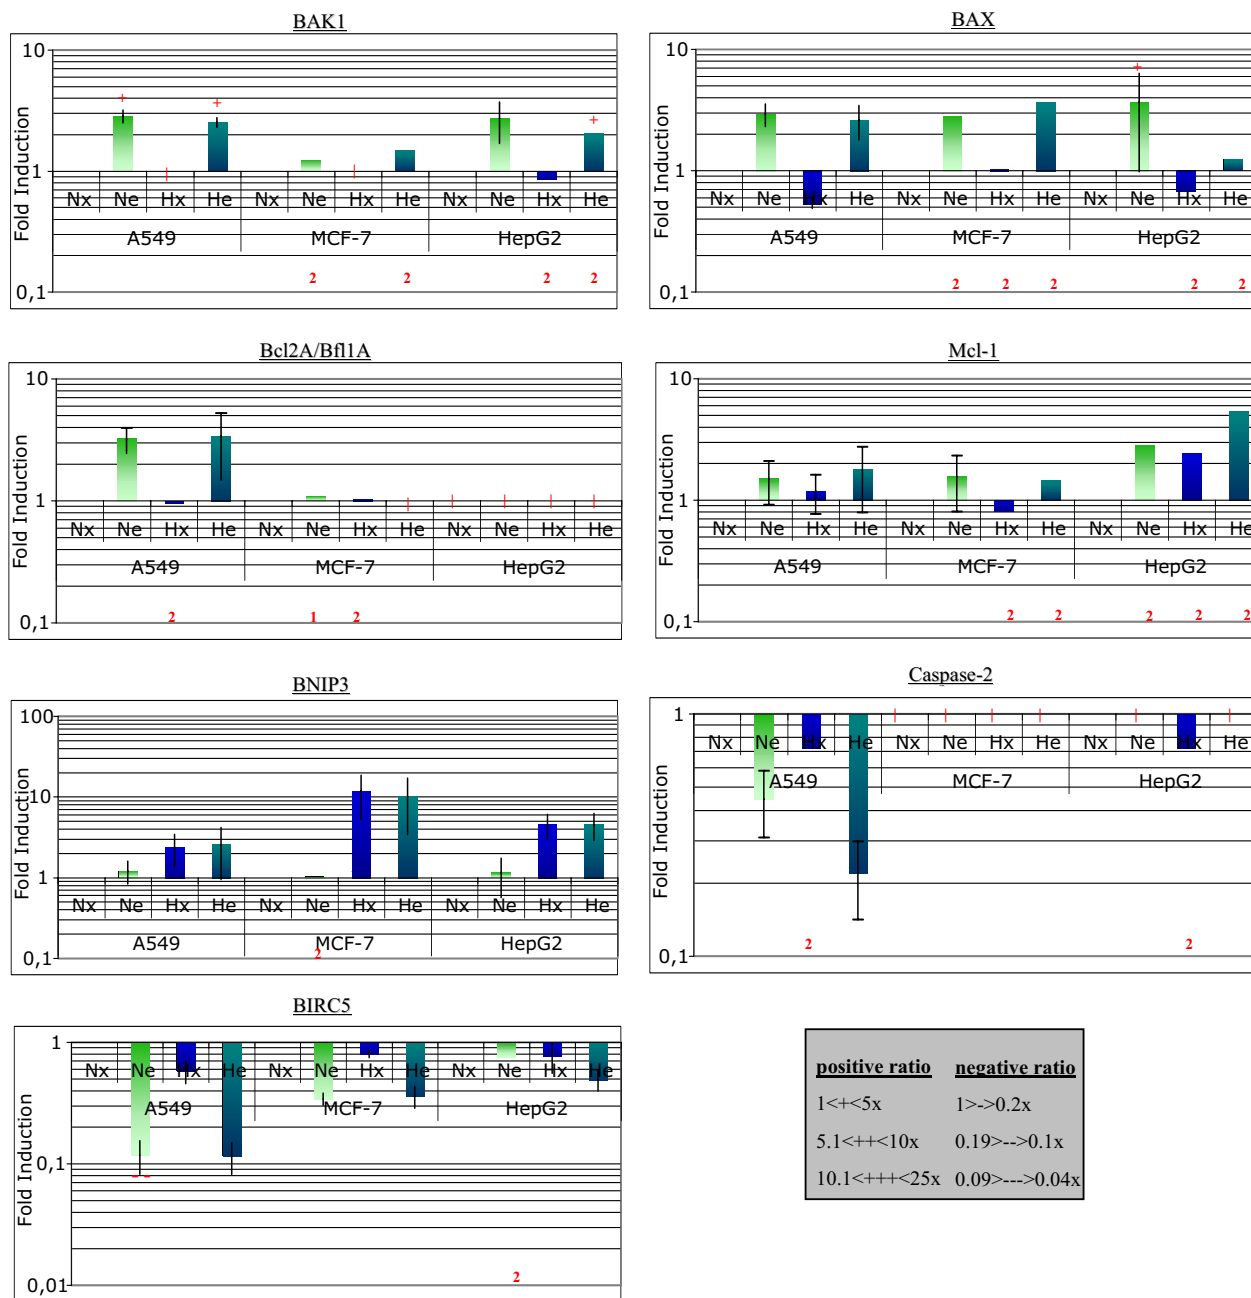 BAK1
10
+
+
+
1
Nx Ne Hx He Nx Ne Hx He Nx Ne Hx He
A549 MCF-7 HepG2
2 2 2 2
0,1
Fold Induction
BAX
10
+
1
Nx Ne Hx He Nx Ne Hx He Nx Ne Hx He
A549 MCF-7 HepG2
2 2 2 2 2
0,1
Fold Induction
Bcl2A/Bfl1A
10
1
Nx Ne Hx He Nx Ne Hx He Nx Ne Hx He
A549 MCF-7 HepG2
2 1 2
0,1
Fold Induction
Mcl-1
10
1
Nx Ne Hx He Nx Ne Hx He Nx Ne Hx He
A549 MCF-7 HepG2
2 2 2 2 2
0,1
Fold Induction
BNIP3
100
10
1
Nx Ne Hx He Nx Ne Hx He Nx Ne Hx He
A549 MCF-7 HepG2
2
0,1
Fold Induction
Caspase-2
1
Nx Ne Hx He Nx Ne Hx He Nx Ne Hx He
A549 MCF-7 HepG2
2 2
0,1
Fold Induction
BIRC5
1
Nx Ne Hx He Nx Ne Hx He Nx Ne Hx He
A549 MCF-7 HepG2
0,1
--
2
0,01
Fold Induction
positive ratio negative ratio
1<+<5x 1>->0.2x
5.1<++<10x 0.19>-->0.1x
10.1<+++<25x 0.09>--->0.04x